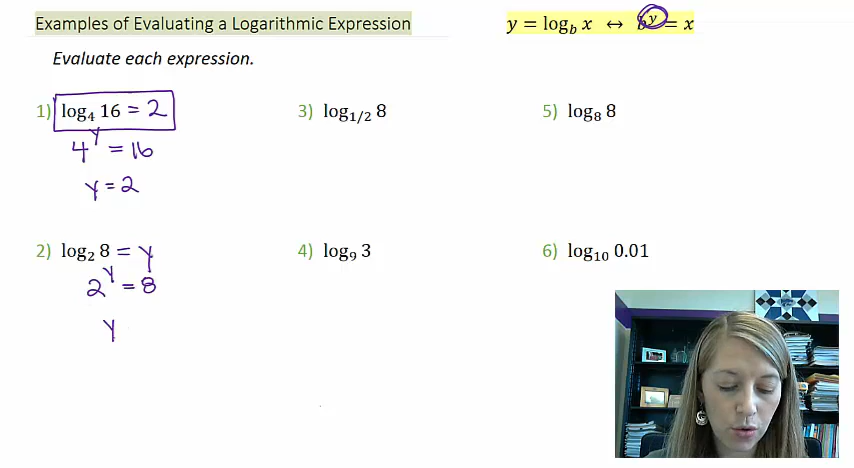 Examples of Evaluating a Logarithmic Expression
y = log_b x ↔ b^y = x
Evaluate each expression.
1) log₄ 16 = 2
4^y = 16
y = 2
2) log₂ 8 = y
2^y = 8
y
3) log_{1/2} 8
4) log₉ 3
5) log₈ 8
6) log₁₀ 0.01